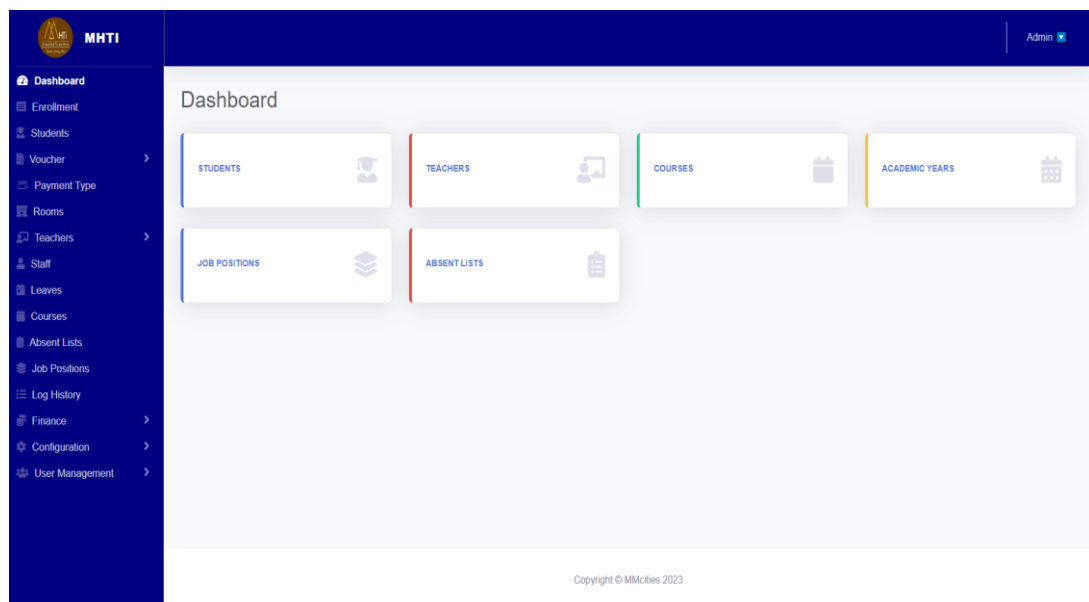 MHTI
Admin
Dashboard
Enrollment
Students
Voucher
Payment Type
Rooms
Teachers
Staff
Leaves
Courses
Absent Lists
Job Positions
Log History
Finance
Configuration
User Management
Dashboard
STUDENTS
TEACHERS
COURSES
ACADEMIC YEARS
JOB POSITIONS
ABSENT LISTS
Copyright © MMcities 2023